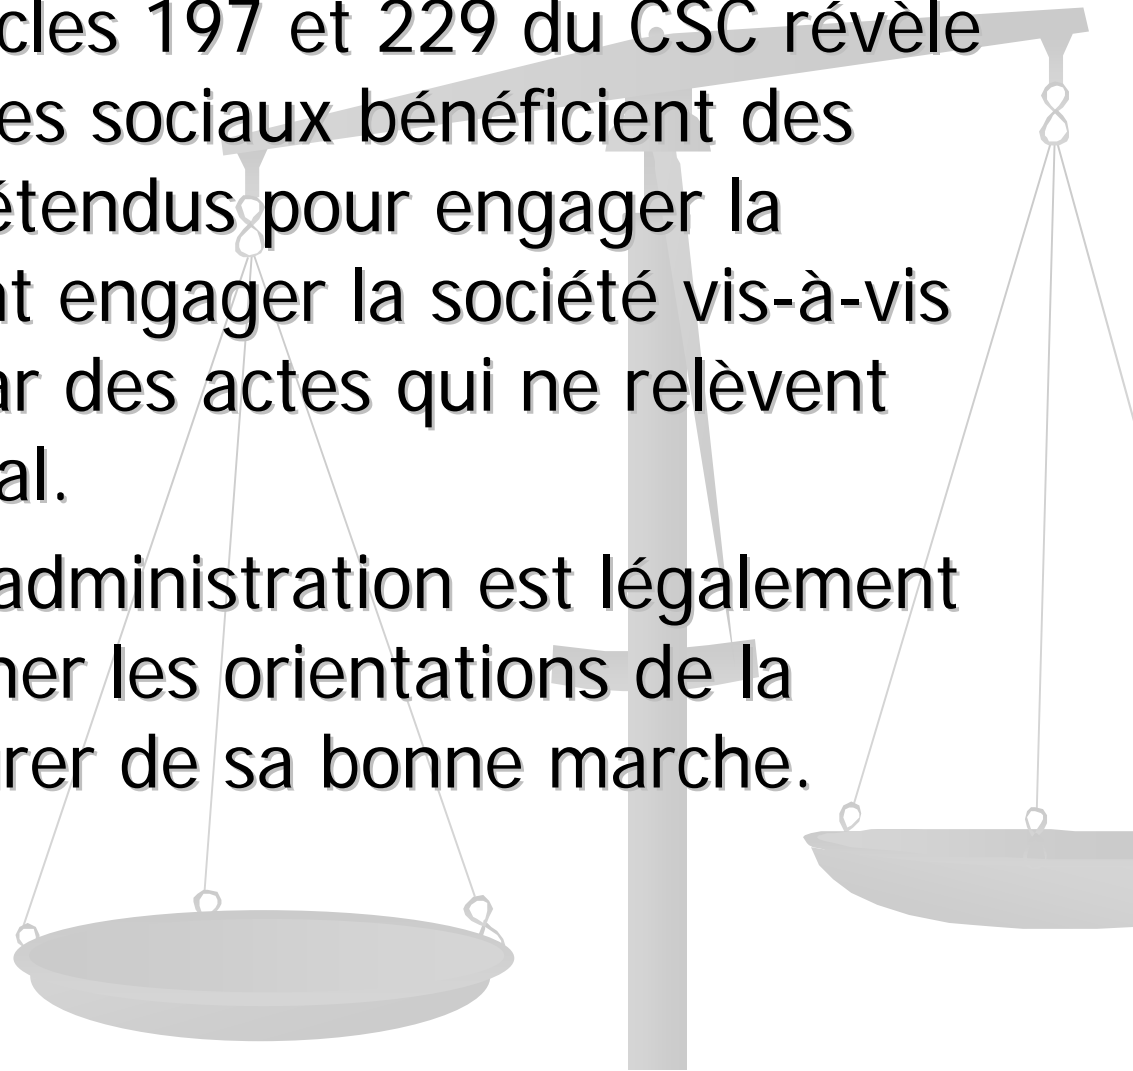 cles 197 et 229 du CSC révèle
es sociaux bénéficient des
étendus pour engager la
nt engager la société vis-à-vis
ar des actes qui ne relèvent
al.
administration est légalement
ner les orientations de la
rer de sa bonne marche.